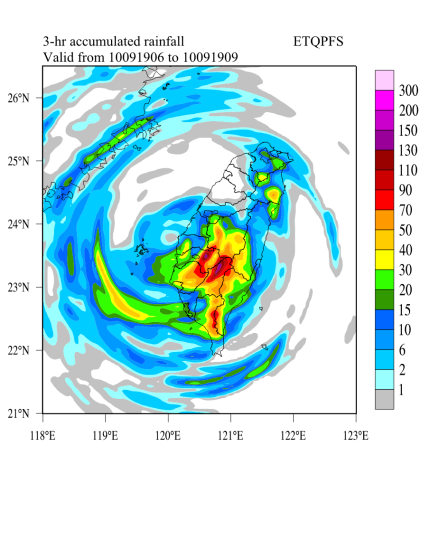 3-hr accumulated rainfall ETQPFS
Valid from 10091906 to 10091909
26°N
25°N
24°N
23°N
22°N
21°N
118°E 119°E 120°E 121°E 122°E 123°E
300
200
150
130
110
90
70
50
40
30
20
15
10
6
2
1